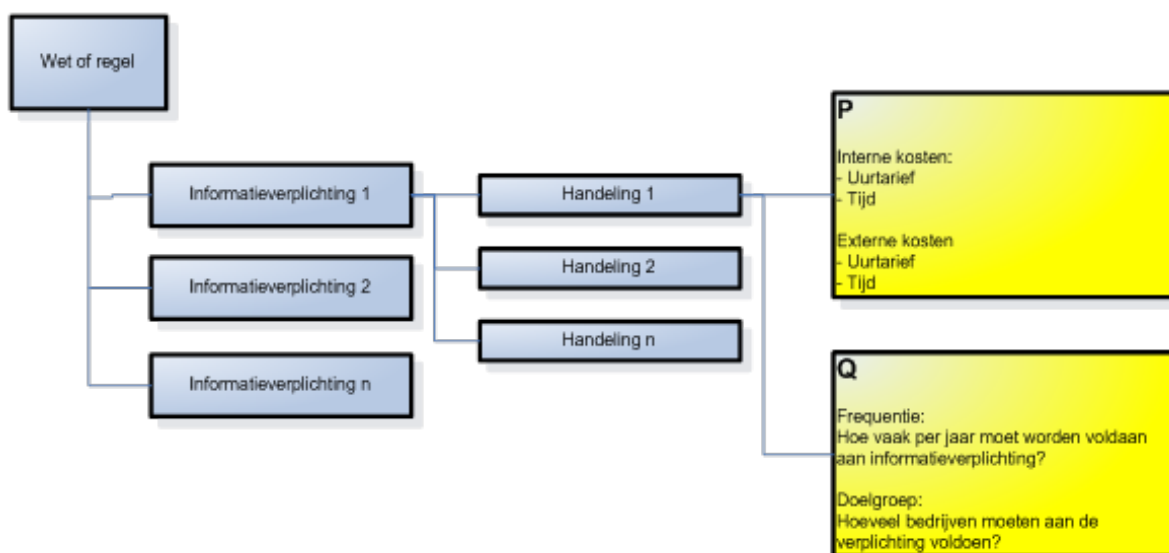 Wet of regel
Informatieverplichting 1
Informatieverplichting 2
Informatieverplichting n
Handeling 1
Handeling 2
Handeling n
P
Interne kosten:
- Uurtarief
- Tijd
Externe kosten
- Uurtarief
- Tijd
Q
Frequentie:
Hoe vaak per jaar moet worden voldaan
aan informatieverplichting?
Doelgroep:
Hoeveel bedrijven moeten aan de
verplichting voldoen?